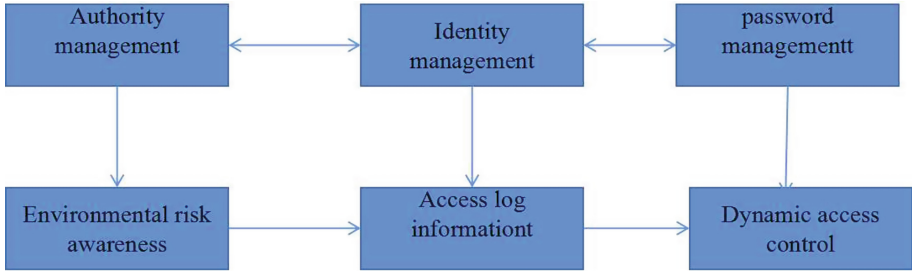 Authority
management
Identity
management
password
managementt
Environmental risk
awareness
Access log
informationt
Dynamic access
control